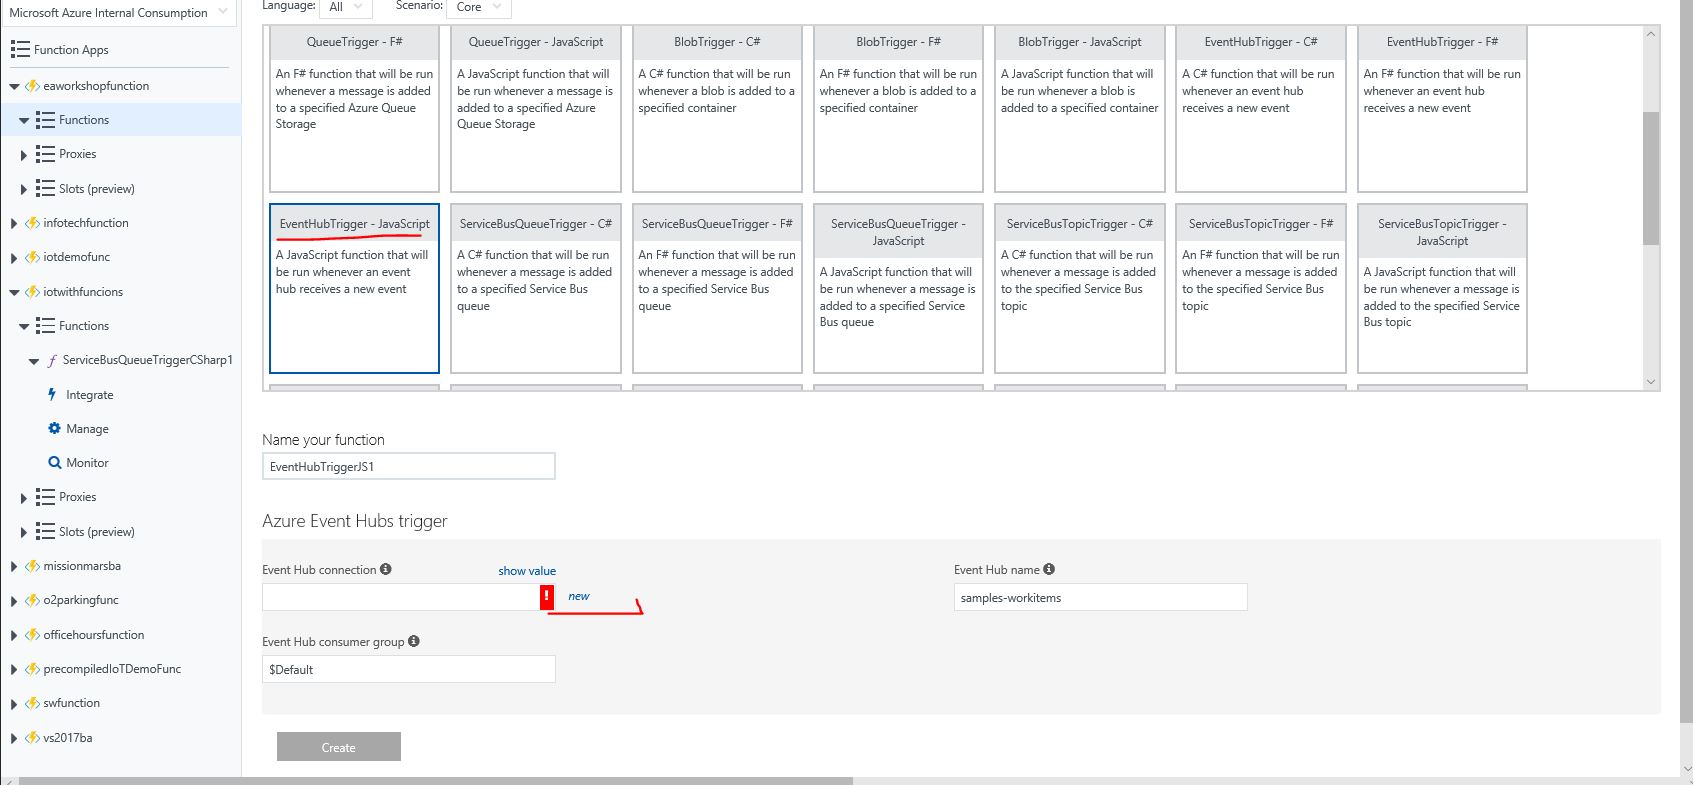 Microsoft Azure Internal Consumption
Function Apps
eaworkshopfunction
Functions
Proxies
Slots (preview)
infotechfunction
iotdemofunc
iotwithfuncions
Functions
ServiceBusQueueTriggerCSharp1
Integrate
Manage
Monitor
Proxies
Slots (preview)
missionmarsba
o2parkingfunc
officehoursfunction
precompiledIoTDemoFunc
swfunction
vs2017ba
Language: All Scenario: Core
QueueTrigger - F#
An F# function that will be run
whenever a message is added
to a specified Azure Queue
Storage
QueueTrigger - JavaScript
A JavaScript function that will
be run whenever a message is
added to a specified Azure
Queue Storage
BlobTrigger - C#
A C# function that will be run
whenever a blob is added to a
specified container
BlobTrigger - F#
An F# function that will be run
whenever a blob is added to a
specified container
BlobTrigger - JavaScript
A JavaScript function that will
be run whenever a blob is
added to a specified container
EventHubTrigger - C#
A C# function that will be run
whenever an event hub
receives a new event
EventHubTrigger - F#
An F# function that will be run
whenever an event hub
receives a new event
EventHubTrigger - JavaScript
A JavaScript function that will
be run whenever an event
hub receives a new event
ServiceBusQueueTrigger - C#
A C# function that will be run
whenever a message is added
to a specified Service Bus
queue
ServiceBusQueueTrigger - F#
An F# function that will be run
whenever a message is added
to a specified Service Bus
queue
ServiceBusQueueTrigger -
JavaScript
A JavaScript function that will
be run whenever a message is
added to a specified Service
Bus queue
ServiceBusTopicTrigger - C#
A C# function that will be run
whenever a message is added
to the specified Service Bus
topic
ServiceBusTopicTrigger - F#
An F# function that will be run
whenever a message is added
to the specified Service Bus
topic
ServiceBusTopicTrigger -
JavaScript
A JavaScript function that will
be run whenever a message is
added to the specified Service
Bus topic
Name your function
EventHubTriggerJS1
Azure Event Hubs trigger
Event Hub connection show value
! new
Event Hub name
samples-workitems
Event Hub consumer group
$Default
Create